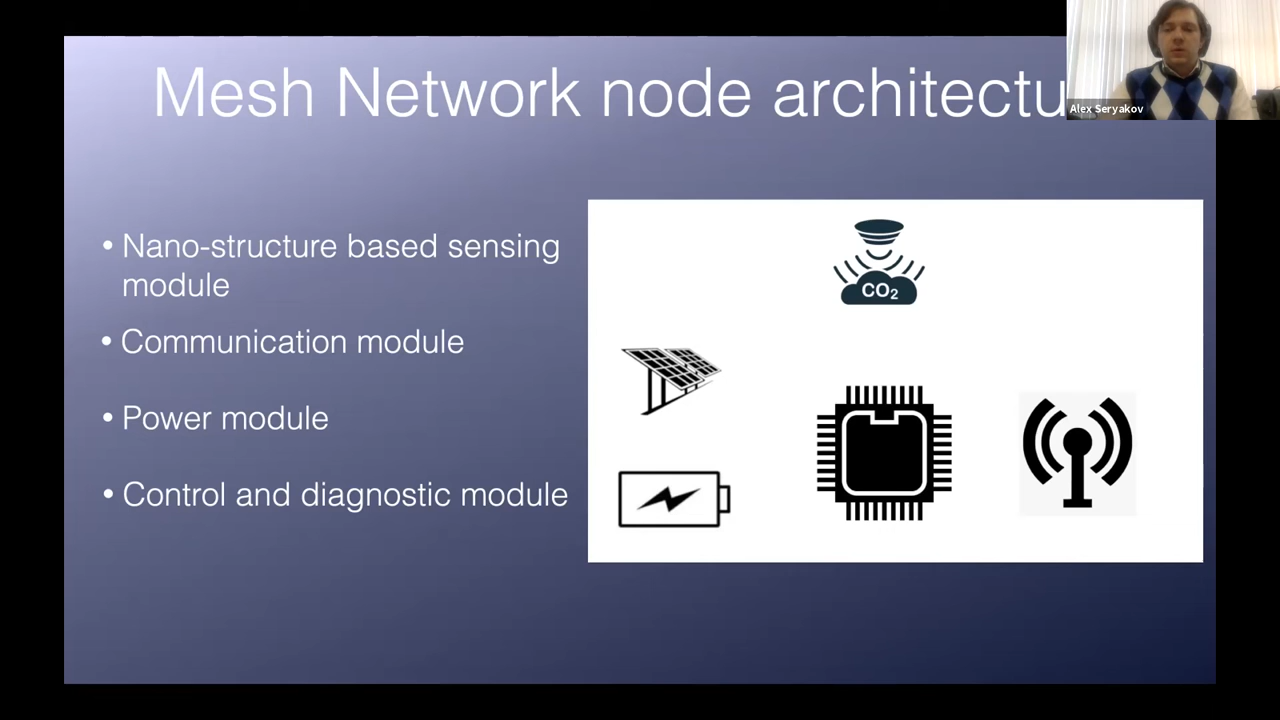 Mesh Network node architectu
Alex Seryakov
• Nano-structure based sensing
module
• Communication module
• Power module
• Control and diagnostic module
CO₂